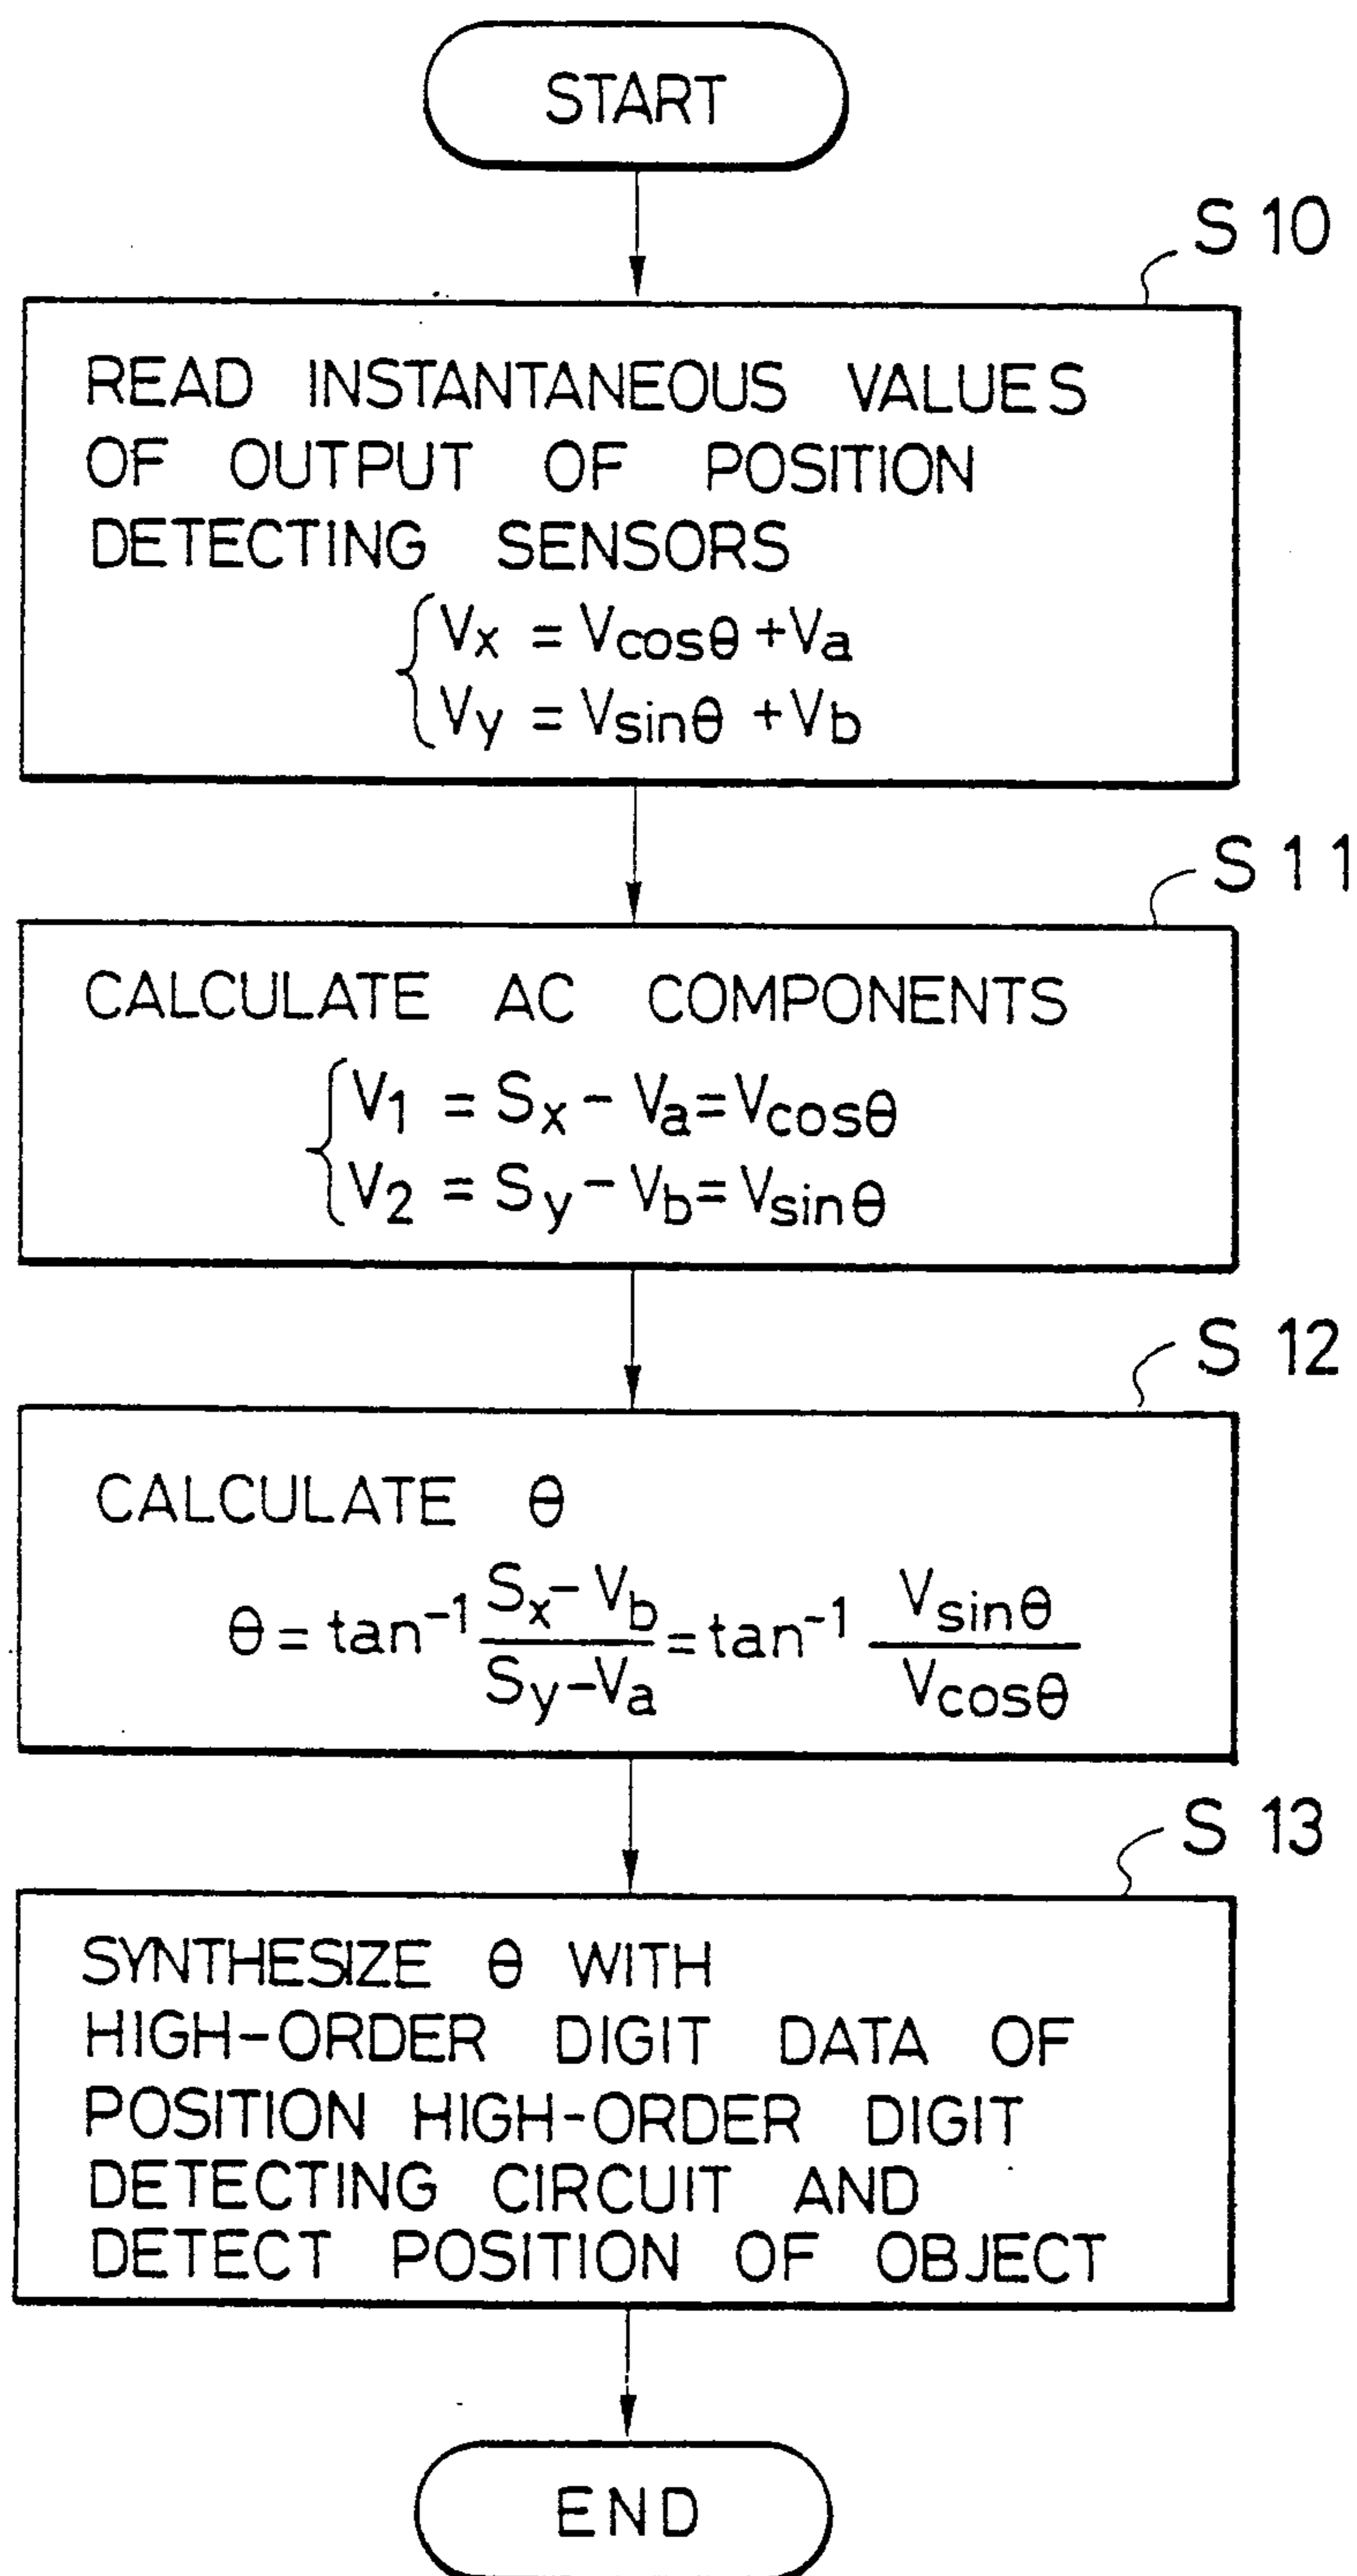 START
S 10
READ INSTANTANEOUS VALUES
OF OUTPUT OF POSITION
DETECTING SENSORS
Vx = Vcosθ +Va
Vy = Vsinθ +Vb
S 11
CALCULATE AC COMPONENTS
V1 = Sx - Va = Vcosθ
V2 = Sy - Vb = Vsinθ
S 12
CALCULATE θ
θ = tan⁻¹ (Sx - Vb)/(Sy - Va) = tan⁻¹ Vsinθ/Vcosθ
S 13
SYNTHESIZE θ WITH
HIGH-ORDER DIGIT DATA OF
POSITION HIGH-ORDER DIGIT
DETECTING CIRCUIT AND
DETECT POSITION OF OBJECT
END